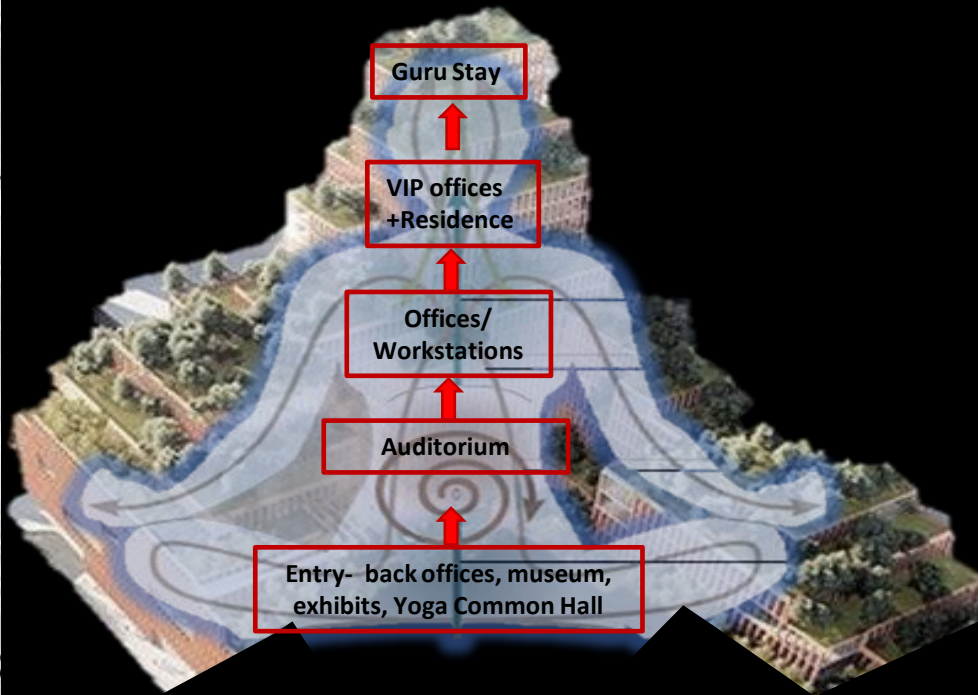 Guru Stay
VIP offices
+Residence
Offices/
Workstations
Auditorium
Entry- back offices, museum,
exhibits, Yoga Common Hall